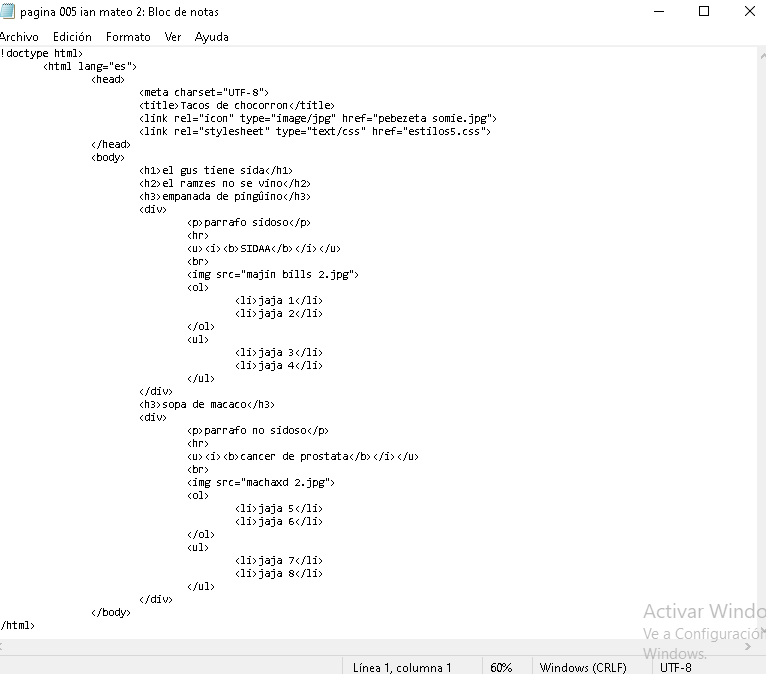 pagina 005 ian mateo 2: Bloc de notas
Archivo Edición Formato Ver Ayuda
!doctype html>
<html lang="es">
<head>
<meta charset="UTF-8">
<title>Tacos de chocorron</title>
<link rel="icon" type="image/jpg" href="pebezeta somie.jpg">
<link rel="stylesheet" type="text/css" href="estilos5.css">
</head>
<body>
<h1>el gus tiene sida</h1>
<h2>el ramzes no se vino</h2>
<h3>empanada de pingüino</h3>
<div>
<p>parrafo sidoso</p>
<hr>
<u><i><b>SIDAA</b></i></u>
<br>
<img src="majin bills 2.jpg">
<ol>
<li>jaja 1</li>
<li>jaja 2</li>
</ol>
<ul>
<li>jaja 3</li>
<li>jaja 4</li>
</ul>
</div>
<h3>sopa de macaco</h3>
<div>
<p>parrafo no sidoso</p>
<hr>
<u><i><b>cancer de prostata</b></i></u>
<br>
<img src="machaxd 2.jpg">
<ol>
<li>jaja 5</li>
<li>jaja 6</li>
</ol>
<ul>
<li>jaja 7</li>
<li>jaja 8</li>
</ul>
</div>
</body>
/html>
Activar Windo
Ve a Configuración
Windows.
Línea 1, columna 1 60% Windows (CRLF) UTF-8